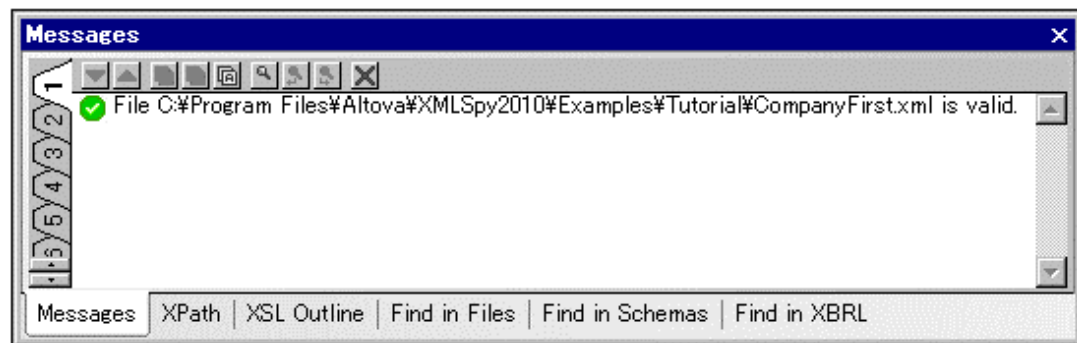 Messages
File C:¥Program Files¥Altova¥XMLSpy2010¥Examples¥Tutorial¥CompanyFirst.xml is valid.
1
2
3
4
5
6
Messages
XPath
XSL Outline
Find in Files
Find in Schemas
Find in XBRL